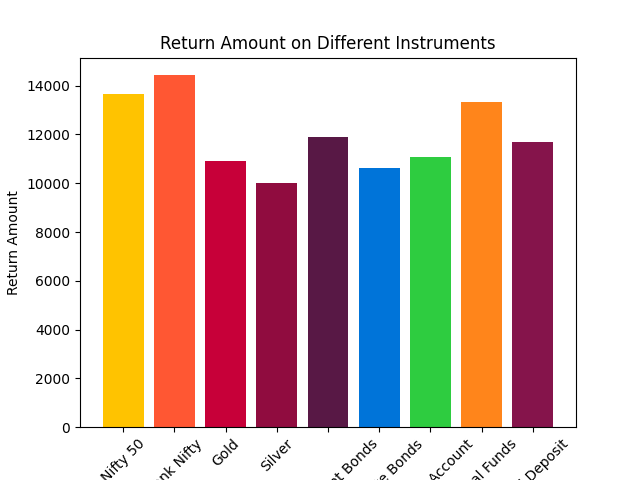 Return Amount on Different Instruments
Return Amount
14000
12000
10000
8000
6000
4000
2000
0
Nifty 50
Nifty
Gold
Silver
Bonds
Bonds
Account
Funds
Deposit